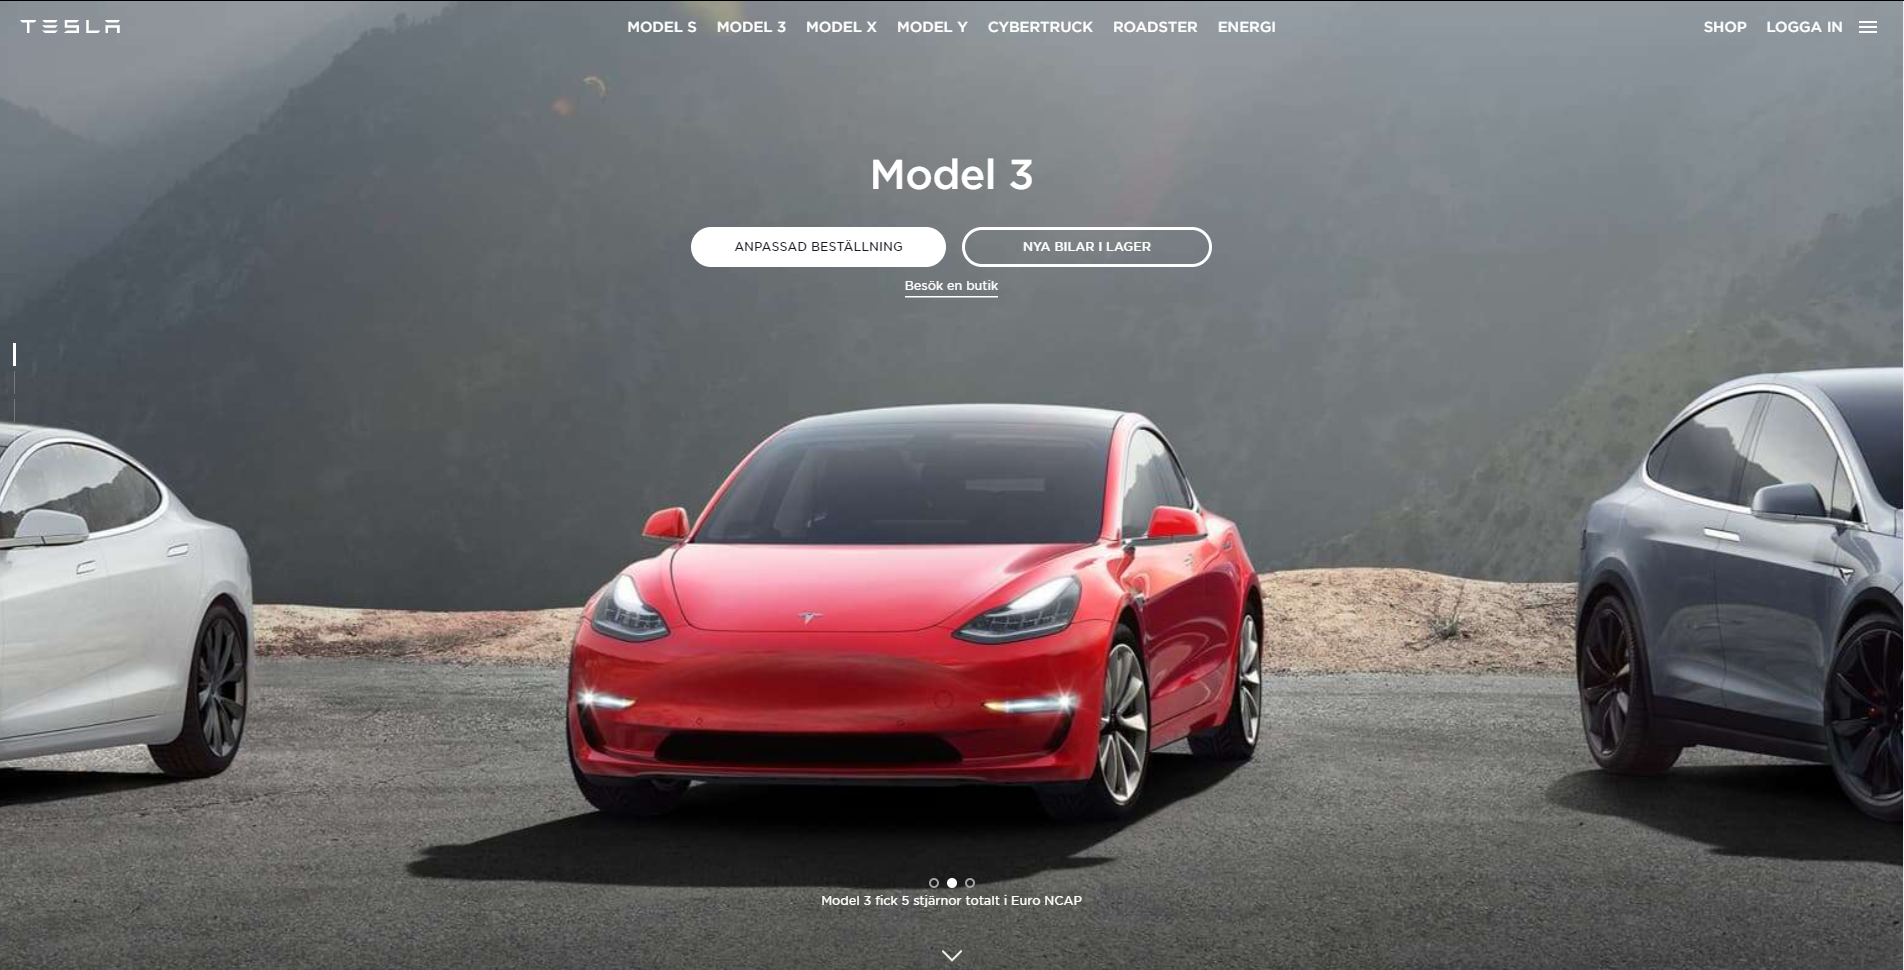 TESLA
MODEL S MODEL 3 MODEL X MODEL Y CYBERTRUCK ROADSTER ENERGI
SHOP LOGGA IN
Model 3
ANPASSAD BESTÄLLNING
NYA BILAR I LAGER
Besök en butik
Model 3 fick 5 stjärnor totalt i Euro NCAP